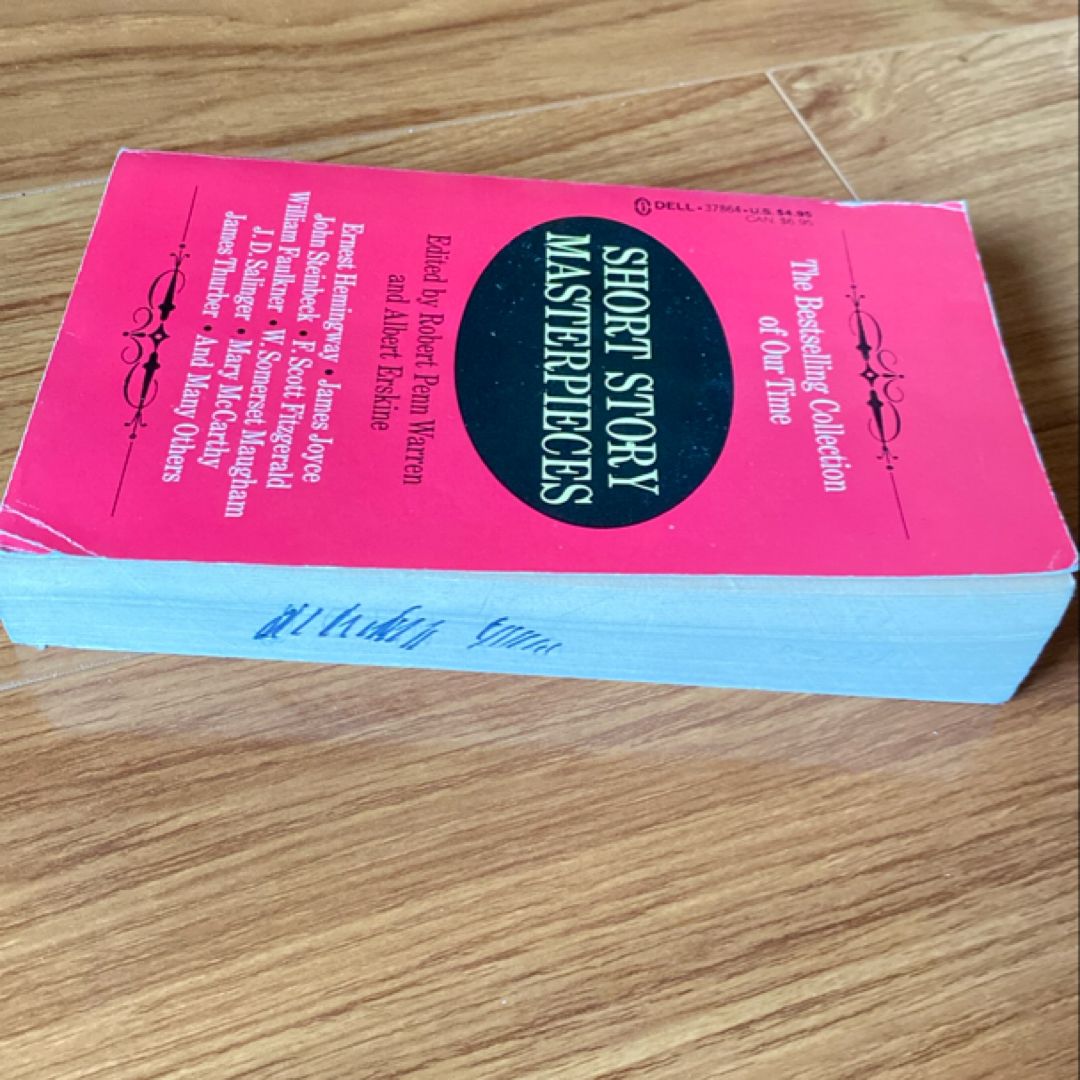 DELL • 37864 • U.S. $4.95
CAN. $6.95
The Bestselling Collection
of Our Time
SHORT STORY
MASTERPIECES
Edited by Robert Penn Warren
and Albert Erskine
Ernest Hemingway • James Joyce
John Steinbeck • F. Scott Fitzgerald
William Faulkner • W. Somerset Maugham
J. D. Salinger • Mary McCarthy
James Thurber • And Many Others